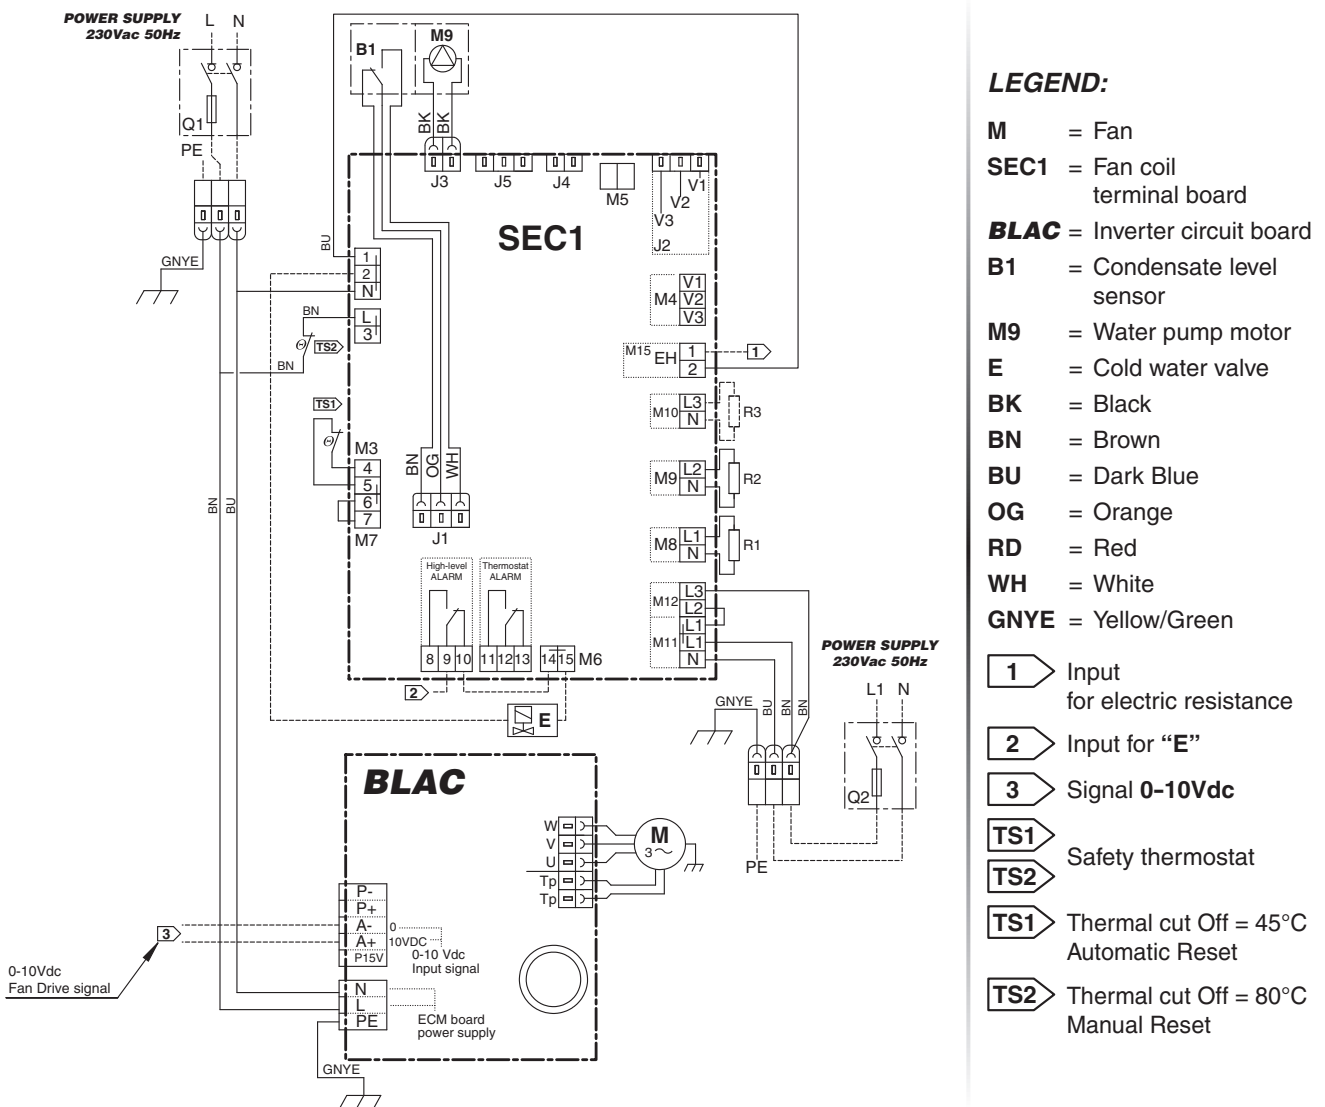 POWER SUPPLY
230Vac 50Hz
L N
Q1
PE
GNYE
B1
M9
BK
BK
J3
J5
J4
M5
V1
V2
V3
J2
SEC1
BU
1
2
N
BN
L
3
TS2
BN
TS1
M3
4
5
6
7
M7
BN
BU
BN
OG
WH
J1
M4
V1
V2
V3
M15
EH
1
2
1
M10
L3
N
R3
M9
L2
N
R2
M8
L1
N
R1
M12
L3
L2
L1
M11
L1
N
High-level
ALARM
Thermostat
ALARM
8 9 10
11 12 13
14 15
M6
2
E
POWER SUPPLY
230Vac 50Hz
L1 N
GNYE
BU
BN
BN
Q2
PE
BLAC
W
V
U
Tp
Tp
M
3
P-
P+
A-
A+
P15V
0
10VDC
0-10 Vdc
Input signal
3
0-10Vdc
Fan Drive signal
N
L
PE
ECM board
power supply
GNYE
LEGEND:
M = Fan
SEC1 = Fan coil
terminal board
BLAC = Inverter circuit board
B1 = Condensate level
sensor
M9 = Water pump motor
E = Cold water valve
BK = Black
BN = Brown
BU = Dark Blue
OG = Orange
RD = Red
WH = White
GNYE = Yellow/Green
1 Input
for electric resistance
2 Input for “E”
3 Signal 0-10Vdc
TS1
TS2
Safety thermostat
TS1 Thermal cut Off = 45°C
Automatic Reset
TS2 Thermal cut Off = 80°C
Manual Reset